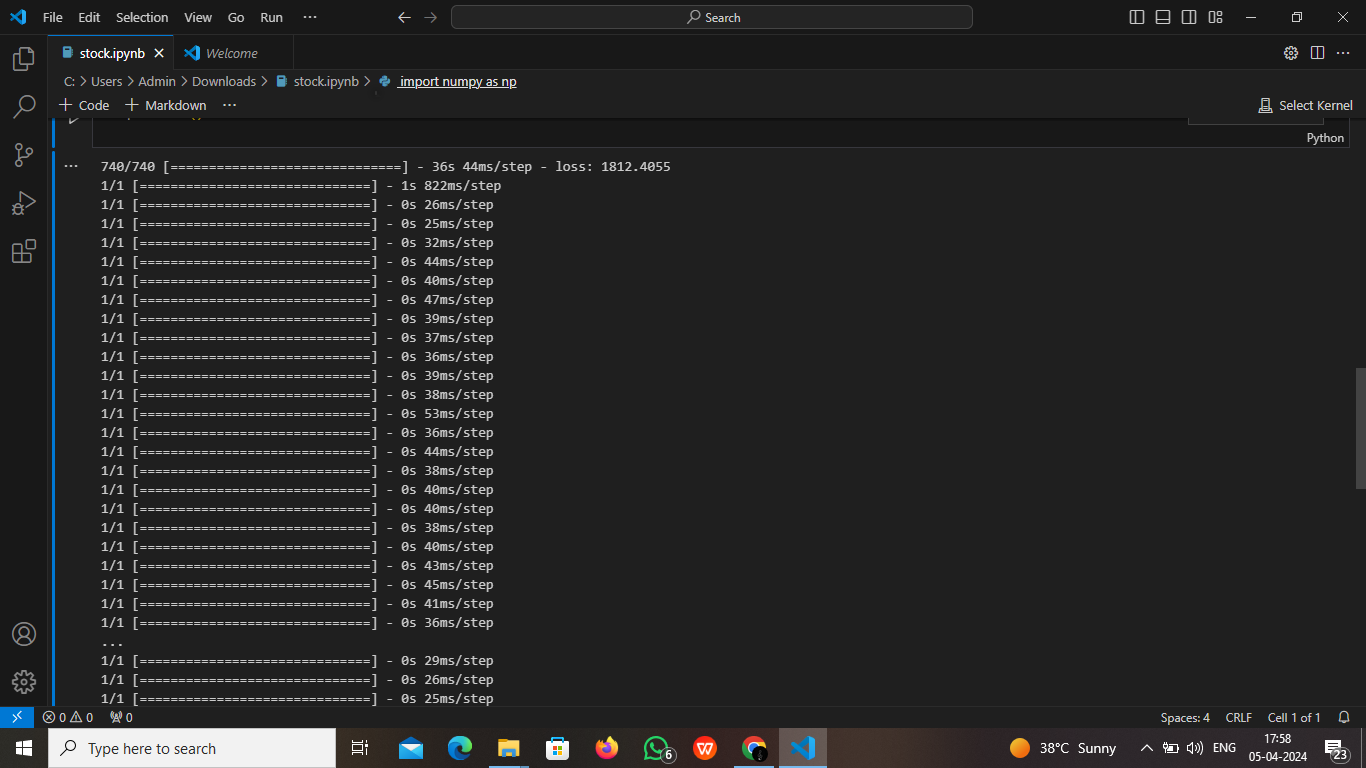 File Edit Selection View Go Run ··· Search
stock.ipynb Welcome
C: > Users > Admin > Downloads > stock.ipynb > import numpy as np
+ Code + Markdown ··· Select Kernel
Python
740/740 [==============================] - 36s 44ms/step - loss: 1812.4055
1/1 [==============================] - 1s 822ms/step
1/1 [==============================] - 0s 26ms/step
1/1 [==============================] - 0s 25ms/step
1/1 [==============================] - 0s 32ms/step
1/1 [==============================] - 0s 44ms/step
1/1 [==============================] - 0s 40ms/step
1/1 [==============================] - 0s 47ms/step
1/1 [==============================] - 0s 39ms/step
1/1 [==============================] - 0s 37ms/step
1/1 [==============================] - 0s 36ms/step
1/1 [==============================] - 0s 39ms/step
1/1 [==============================] - 0s 38ms/step
1/1 [==============================] - 0s 53ms/step
1/1 [==============================] - 0s 36ms/step
1/1 [==============================] - 0s 44ms/step
1/1 [==============================] - 0s 38ms/step
1/1 [==============================] - 0s 40ms/step
1/1 [==============================] - 0s 40ms/step
1/1 [==============================] - 0s 38ms/step
1/1 [==============================] - 0s 40ms/step
1/1 [==============================] - 0s 43ms/step
1/1 [==============================] - 0s 45ms/step
1/1 [==============================] - 0s 41ms/step
1/1 [==============================] - 0s 36ms/step
...
1/1 [==============================] - 0s 29ms/step
1/1 [==============================] - 0s 26ms/step
1/1 [==============================] - 0s 25ms/step
0 0 0 Spaces: 4 CRLF Cell 1 of 1
Type here to search 6 38°C Sunny ENG 17:58
05-04-2024 23